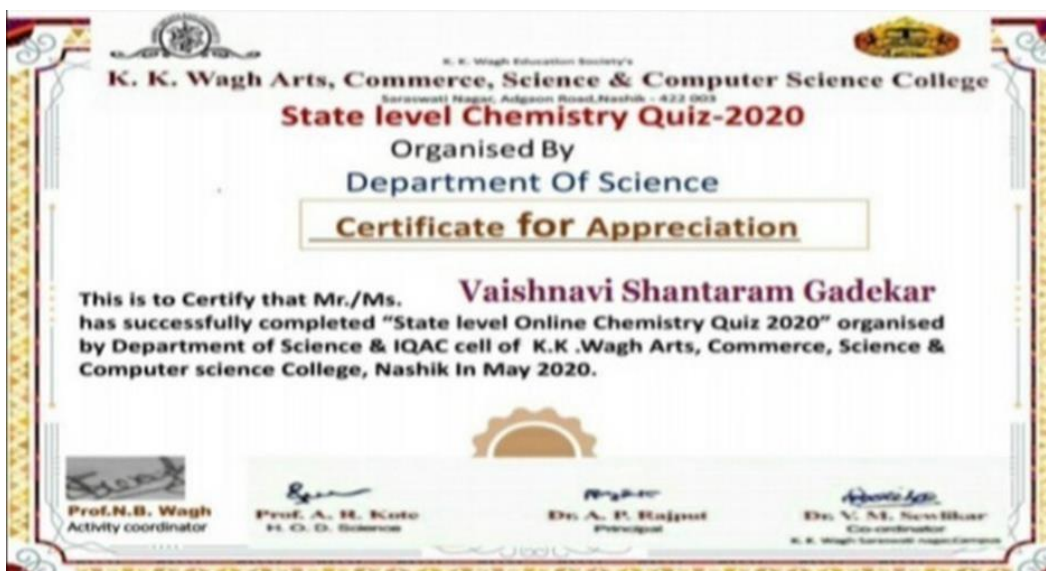 K. K. Wagh Education Society's
K. K. Wagh Arts, Commerce, Science & Computer Science College
Saraswati Nagar, Adgaon Road,Nashik - 422 003
State level Chemistry Quiz-2020
Organised By
Department Of Science
Certificate for Appreciation
This is to Certify that Mr./Ms. Vaishnavi Shantaram Gadekar
has successfully completed “State level Online Chemistry Quiz 2020” organised
by Department of Science & IQAC cell of K.K .Wagh Arts, Commerce, Science &
Computer science College, Nashik In May 2020.
Prof.N.B. Wagh
Activity coordinator
Prof. A. R. Kote
H. O. D. Science
Dr. A. P. Rajput
Principal
Dr. V. M. Sewlikar
Co-ordinator
K. K. Wagh Saraswati nagar,Campus